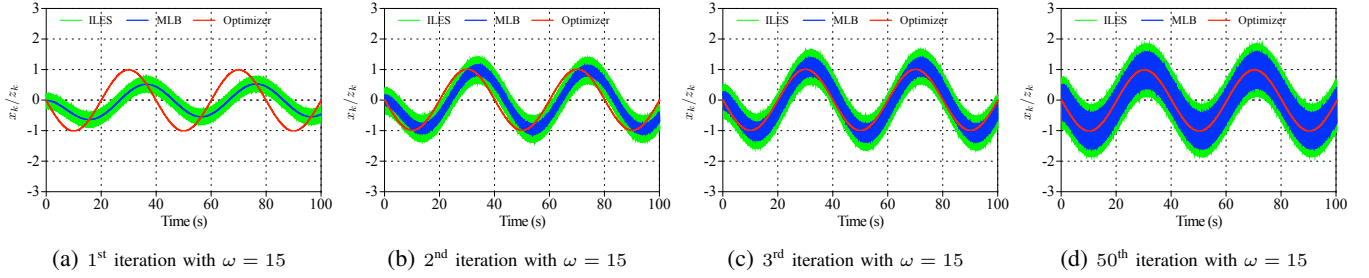 ILES MLB Optimizer
3
2
1
0
-1
-2
-3
x_k/z_k
0 20 40 60 80 100
Time (s)
(a) 1st iteration with ω = 15
ILES MLB Optimizer
3
2
1
0
-1
-2
-3
x_k/z_k
0 20 40 60 80 100
Time (s)
(b) 2nd iteration with ω = 15
ILES MLB Optimizer
3
2
1
0
-1
-2
-3
x_k/z_k
0 20 40 60 80 100
Time (s)
(c) 3rd iteration with ω = 15
ILES MLB Optimizer
3
2
1
0
-1
-2
-3
x_k/z_k
0 20 40 60 80 100
Time (s)
(d) 50th iteration with ω = 15